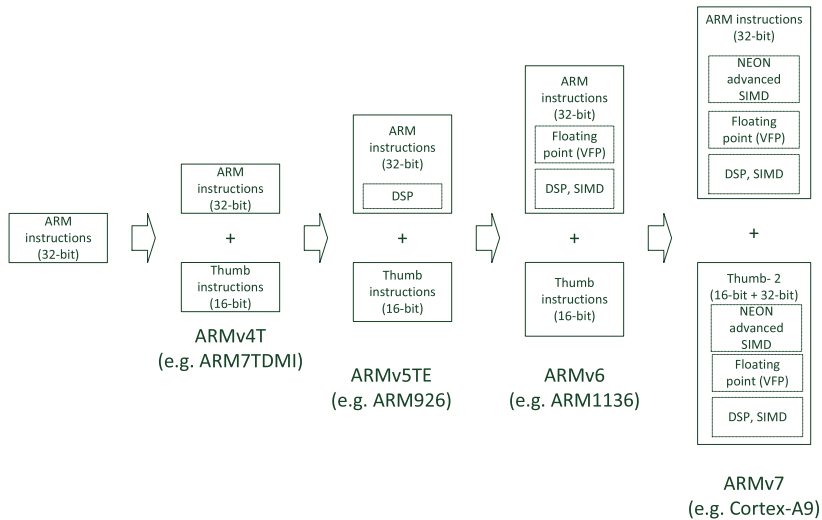 ARM
instructions
(32-bit)
ARM
instructions
(32-bit)
+
Thumb
instructions
(16-bit)
ARMv4T
(e.g. ARM7TDMI)
ARM
instructions
(32-bit)
DSP
+
Thumb
instructions
(16-bit)
ARMv5TE
(e.g. ARM926)
ARM
instructions
(32-bit)
Floating
point (VFP)
DSP, SIMD
+
Thumb
instructions
(16-bit)
ARMv6
(e.g. ARM1136)
ARM instructions
(32-bit)
NEON
advanced
SIMD
Floating
point (VFP)
DSP, SIMD
+
Thumb- 2
(16-bit + 32-bit)
NEON
advanced
SIMD
Floating
point (VFP)
DSP, SIMD
ARMv7
(e.g. Cortex-A9)